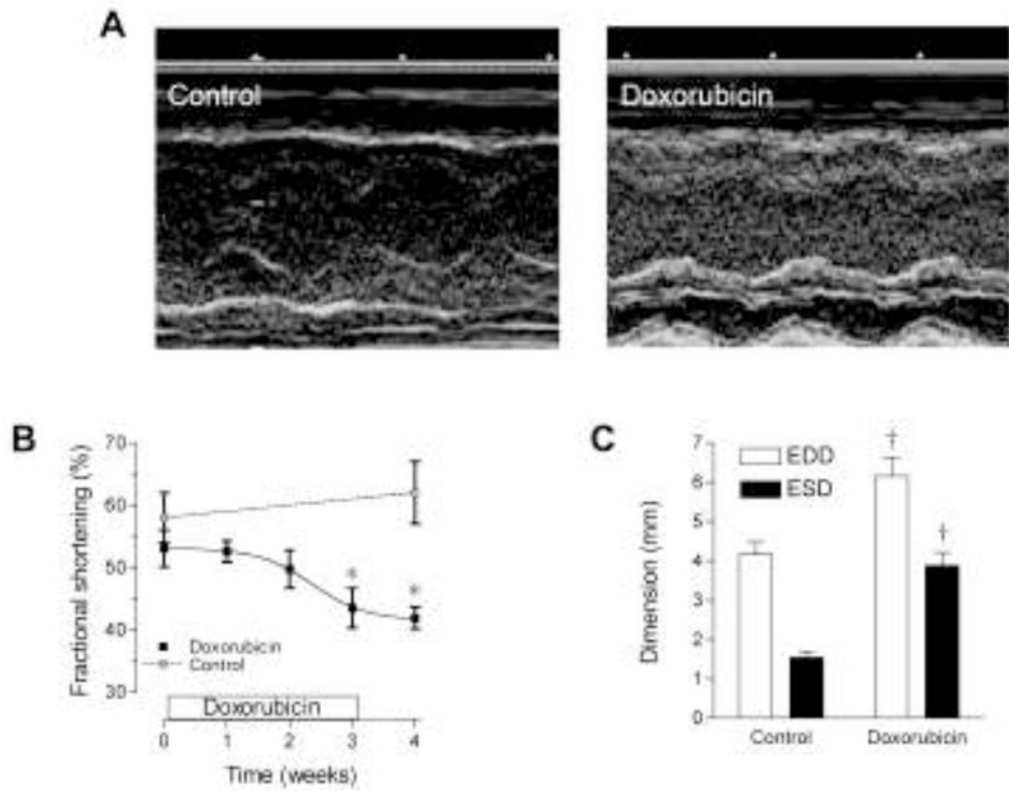 A
Control
Doxorubicin
B
Fractional shortening (%)
70
60
50
40
30
*
*
Doxorubicin
Control
Doxorubicin
0 1 2 3 4
Time (weeks)
C
Dimension (mm)
7
6
5
4
3
2
1
0
EDD
ESD
†
†
Control Doxorubicin